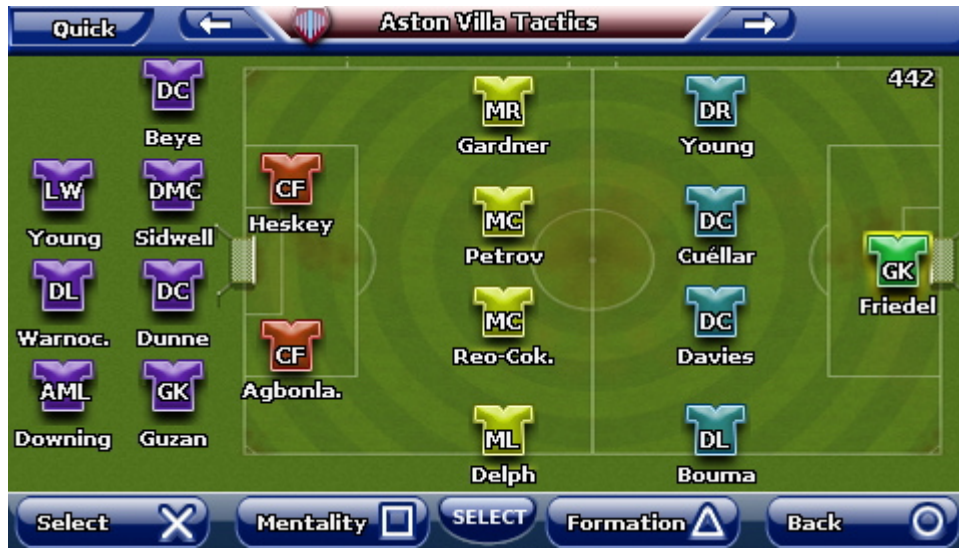 Quick
Aston Villa Tactics
442
DC
Beye
MR
Gardner
DR
Young
LW
Young
DMC
Sidwell
CF
Heskey
MC
Petrov
DC
Cuéllar
GK
Friedel
DL
Warnoc.
DC
Dunne
MC
Reo-Cok.
DC
Davies
CF
Agbonla.
AML
Downing
GK
Guzan
ML
Delph
DL
Bouma
Select
Mentality
SELECT
Formation
Back